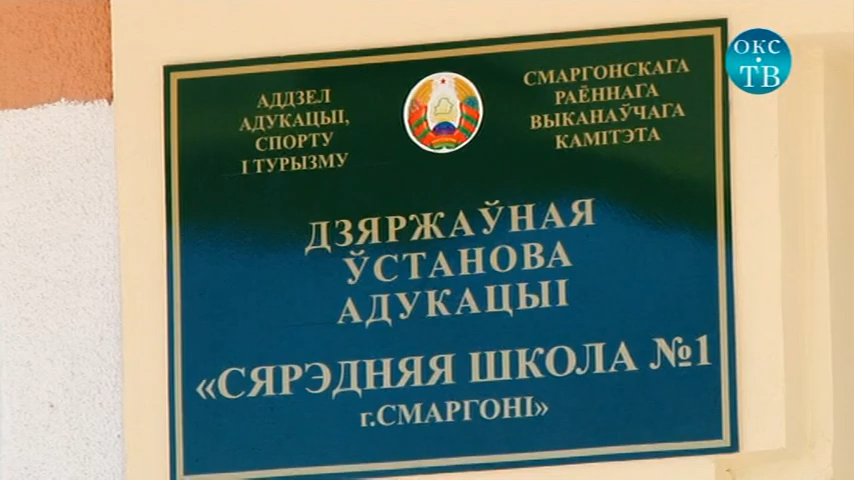 АДДЗЕЛ
АДУКАЦЫІ,
СПОРТУ
І ТУРЫЗМУ
СМАРГОНСКАГА
РАЁННАГА
ВЫКАНАЎЧАГА
КАМІТЭТА
ДЗЯРЖАЎНАЯ
ЎСТАНОВА
АДУКАЦЫІ
«СЯРЭДНЯЯ ШКОЛА №1
г.СМАРГОНІ»
ОКС
ТВ